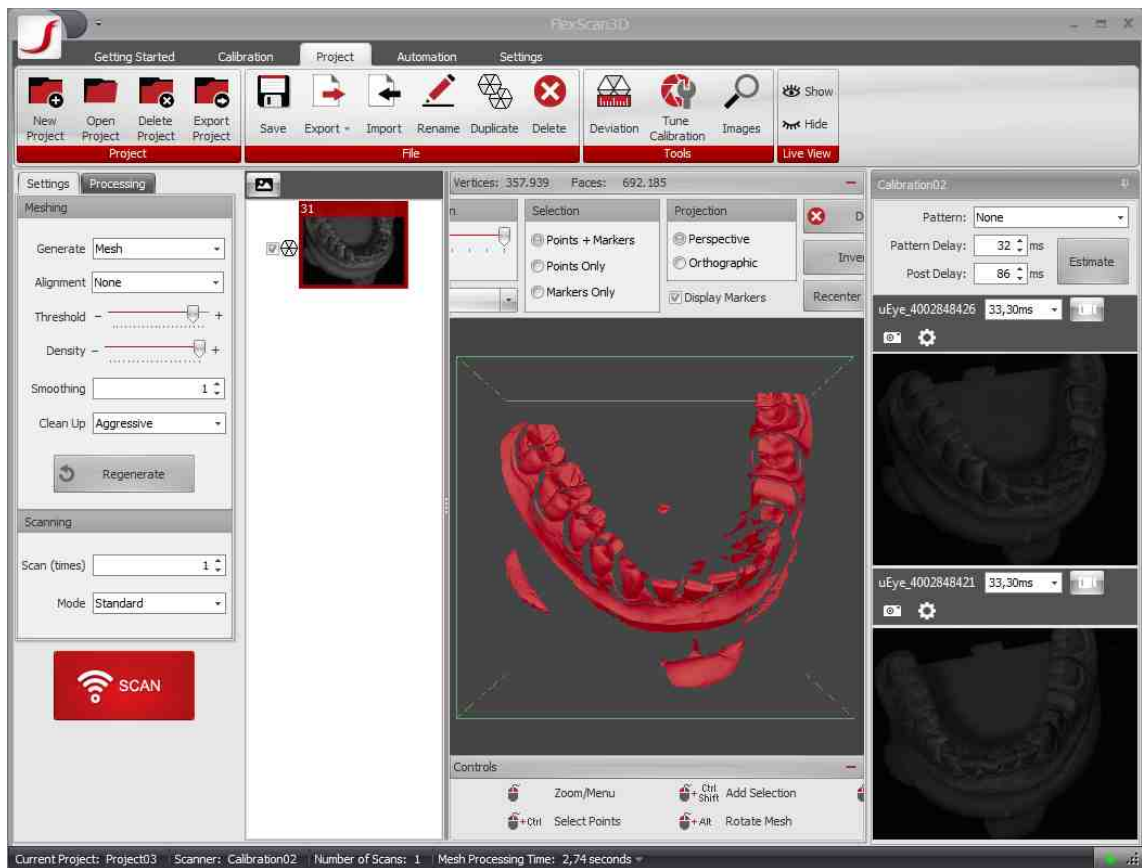 FlexScan3D
Getting Started Calibration Project Automation Settings
New Project
Open Project
Delete Project
Export Project
Save
Export
Import
Rename
Duplicate
Delete
Deviation
Tune Calibration
Images
Show
Hide
Project
File
Tools
Live View
Settings Processing
Meshing
Generate Mesh
Alignment None
Threshold - +
Density - +
Smoothing 1
Clean Up Aggressive
Regenerate
Scanning
Scan (times) 1
Mode Standard
SCAN
31
Vertices: 357.939 Faces: 692.185
Selection
Points + Markers
Points Only
Markers Only
Projection
Perspective
Orthographic
Display Markers
D
Inve
Recenter
Controls
Zoom/Menu
+Ctrl Select Points
+ Ctrl Shift Add Selection
+ Alt Rotate Mesh
Calibration02
Pattern: None
Pattern Delay: 32 ms
Post Delay: 86 ms
Estimate
uEye_4002848426 33,30ms
uEye_4002848421 33,30ms
Current Project: Project03 Scanner: Calibration02 Number of Scans: 1 Mesh Processing Time: 2,74 seconds